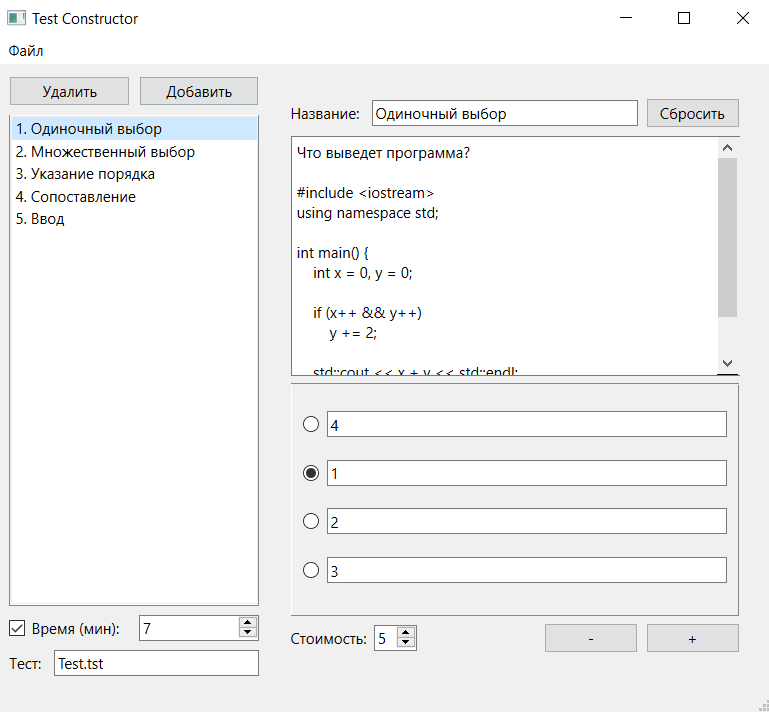 Test Constructor
Файл
Удалить
Добавить
1. Одиночный выбор
2. Множественный выбор
3. Указание порядка
4. Сопоставление
5. Ввод
Время (мин):
7
Тест:
Test.tst
Название:
Одиночный выбор
Сбросить
Что выведет программа?
#include <iostream>
using namespace std;
int main() {
int x = 0, y = 0;
if (x++ && y++)
y += 2;
std::cout << x + y << std::endl;
4
1
2
3
Стоимость:
5
-
+